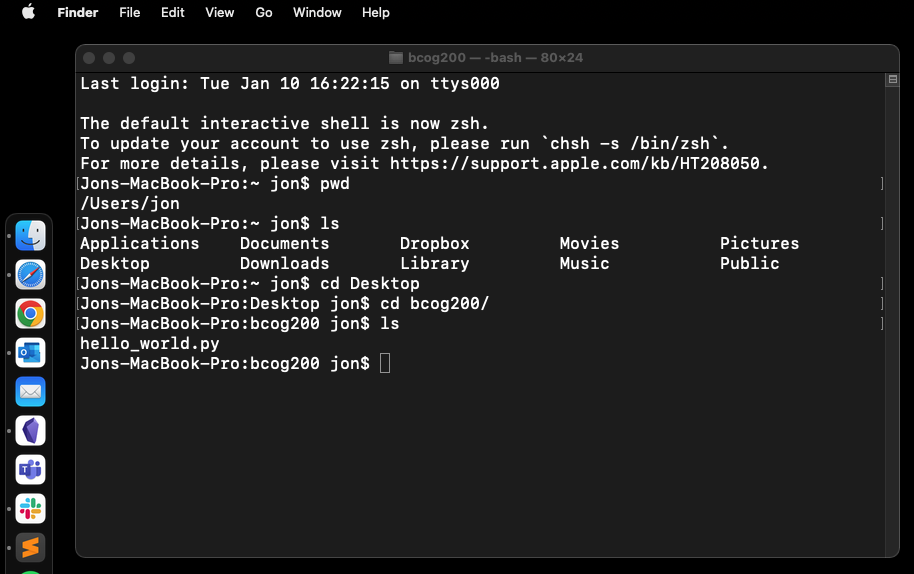 Finder File Edit View Go Window Help
bcog200 — -bash — 80×24
Last login: Tue Jan 10 16:22:15 on ttys000
The default interactive shell is now zsh.
To update your account to use zsh, please run `chsh -s /bin/zsh`.
For more details, please visit https://support.apple.com/kb/HT208050.
[Jons-MacBook-Pro:~ jon$ pwd ]
/Users/jon
[Jons-MacBook-Pro:~ jon$ ls ]
Applications Documents Dropbox Movies Pictures
Desktop Downloads Library Music Public
[Jons-MacBook-Pro:~ jon$ cd Desktop ]
[Jons-MacBook-Pro:Desktop jon$ cd bcog200/ ]
[Jons-MacBook-Pro:bcog200 jon$ ls ]
hello_world.py
Jons-MacBook-Pro:bcog200 jon$